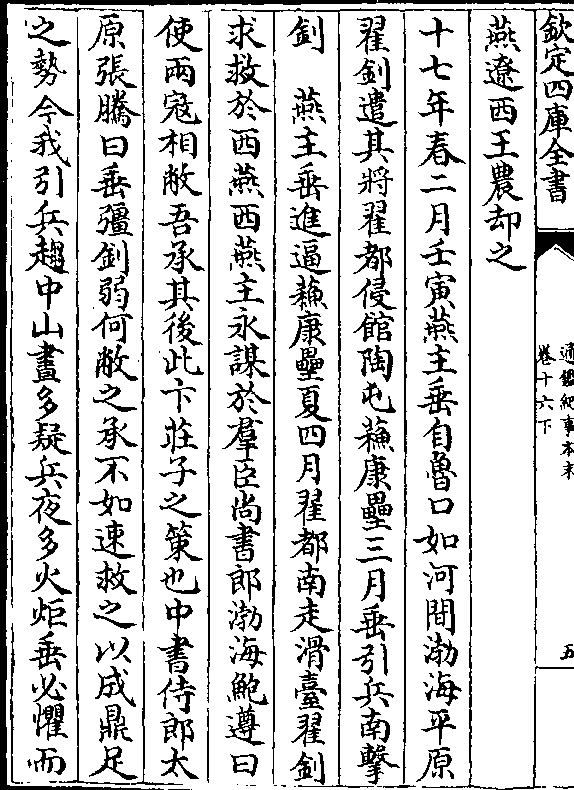 欽定四庫全書
通鑑紀事本末
卷十六下
五
燕遼西王農却之
十七年春二月壬寅燕主垂自魯口如河間渤海平原
翟釗遣其將翟都侵館陶屯蘓康壘三月垂引兵南擊
釗　燕主垂進逼蘓康壘夏四月翟都南走滑臺翟釗
求救於西燕西燕主永謀於羣臣尚書郎渤海鮑遵曰
使兩寇相敝吾承其後此卞莊子之策也中書侍郎太
原張騰曰垂彊釗弱何敝之承不如速救之以成鼎足
之勢今我引兵趨中山晝多疑兵夜多火炬垂必懼而